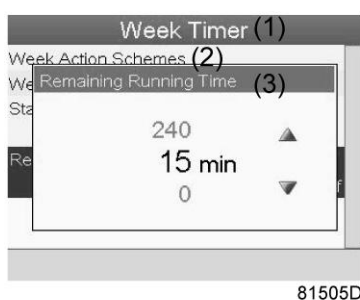 Week Timer (1)
Week Action Schemes (2)
We
Remaining Running Time (3)
Sta
240
15 min
Re
0
f
81505D